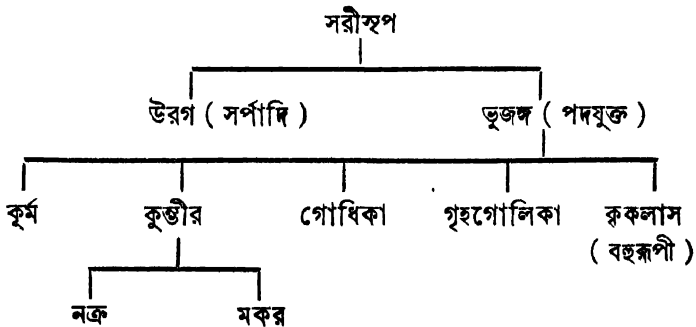 সরীসৃপ
উরগ ( সর্পাদি ) ভুজঙ্গ ( পদযুক্ত )
কূর্ম কুম্ভীর গোধিকা গৃহগোলিকা কৃকলাস
( বহুরূপী )
নক্র মকর